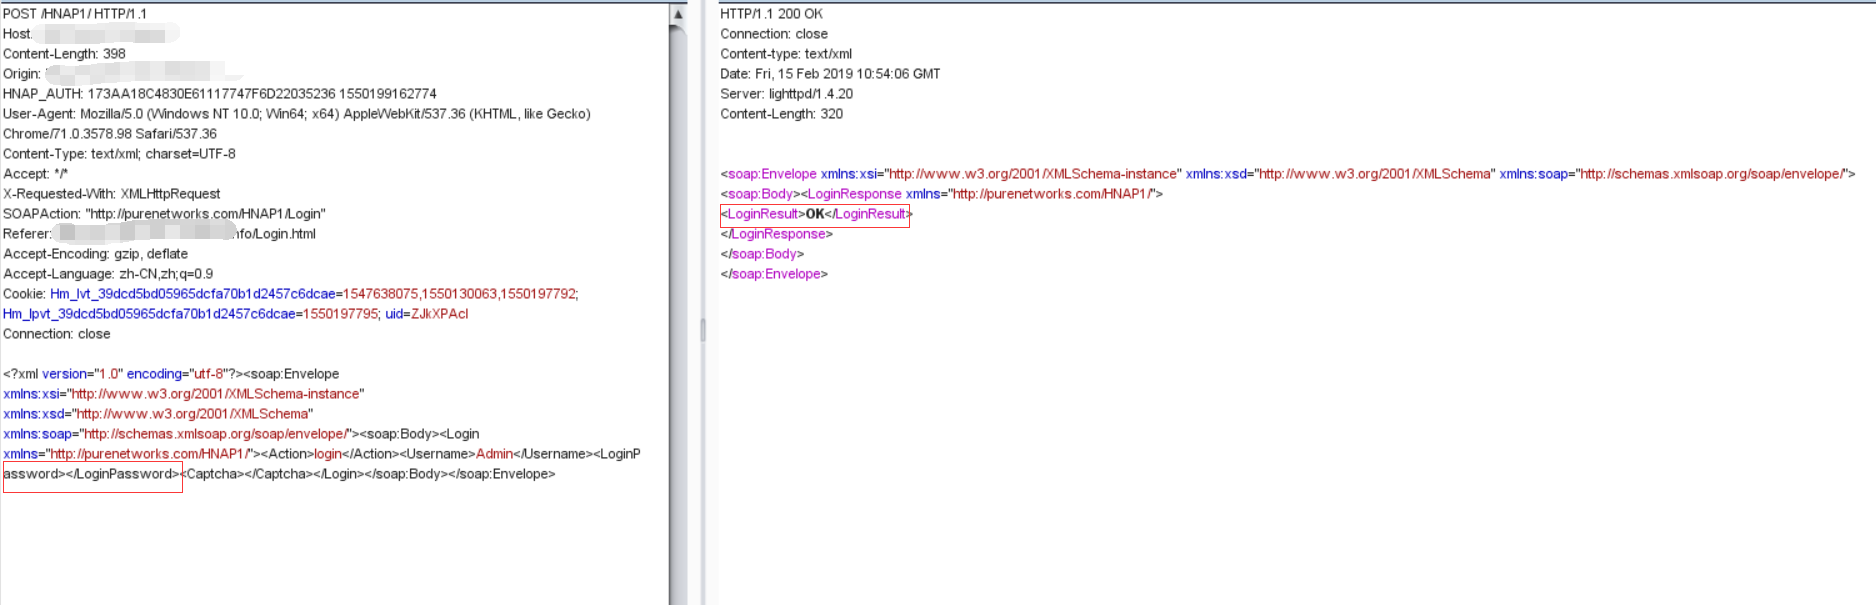 POST /HNAP1/ HTTP/1.1
Host:
Content-Length: 398
Origin:
HNAP_AUTH: 173AA18C4830E61117747F6D22035236 1550199162774
User-Agent: Mozilla/5.0 (Windows NT 10.0; Win64; x64) AppleWebKit/537.36 (KHTML, like Gecko)
Chrome/71.0.3578.98 Safari/537.36
Content-Type: text/xml; charset=UTF-8
Accept: */*
X-Requested-With: XMLHttpRequest
SOAPAction: "http://purenetworks.com/HNAP1/Login"
Referer: nfo/Login.html
Accept-Encoding: gzip, deflate
Accept-Language: zh-CN,zh;q=0.9
Cookie: Hm_lvt_39dcd5bd05965dcfa70b1d2457c6dcae=1547638075,1550130063,1550197792;
Hm_lpvt_39dcd5bd05965dcfa70b1d2457c6dcae=1550197795; uid=ZJkXPAcI
Connection: close
<?xml version="1.0" encoding="utf-8"?><soap:Envelope
xmlns:xsi="http://www.w3.org/2001/XMLSchema-instance"
xmlns:xsd="http://www.w3.org/2001/XMLSchema"
xmlns:soap="http://schemas.xmlsoap.org/soap/envelope/"><soap:Body><Login
xmlns="http://purenetworks.com/HNAP1/"><Action>login</Action><Username>Admin</Username><LoginP
assword></LoginPassword><Captcha></Captcha></Login></soap:Body></soap:Envelope>
HTTP/1.1 200 OK
Connection: close
Content-type: text/xml
Date: Fri, 15 Feb 2019 10:54:06 GMT
Server: lighttpd/1.4.20
Content-Length: 320
<soap:Envelope xmlns:xsi="http://www.w3.org/2001/XMLSchema-instance" xmlns:xsd="http://www.w3.org/2001/XMLSchema" xmlns:soap="http://schemas.xmlsoap.org/soap/envelope/">
<soap:Body><LoginResponse xmlns="http://purenetworks.com/HNAP1/">
<LoginResult>OK</LoginResult>
</LoginResponse>
</soap:Body>
</soap:Envelope>